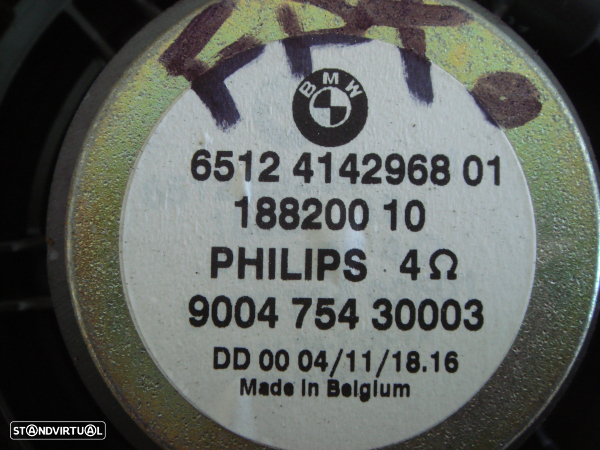 BMW
6512 4142968 01
188200 10
PHILIPS 4Ω
9004 754 30003
DD 00 04/11/18.16
Made in Belgium
STANDVIRTUAL